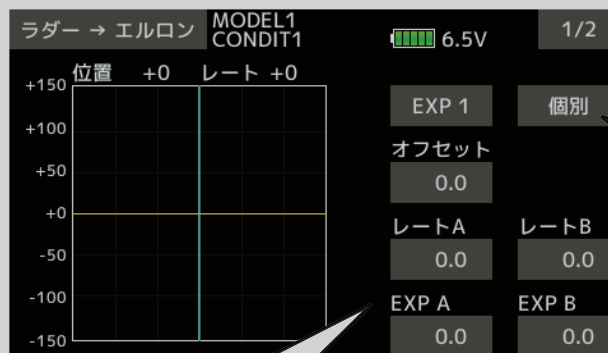 ラダー → エルロン MODEL1 6.5V 1/2
CONDIT1
位置 +0 レート +0
+150
+100
+50
+0
-50
-100
-150
EXP 1 個別
オフセット
0.0
レートA レートB
0.0 0.0
EXP A EXP B
0.0 0.0